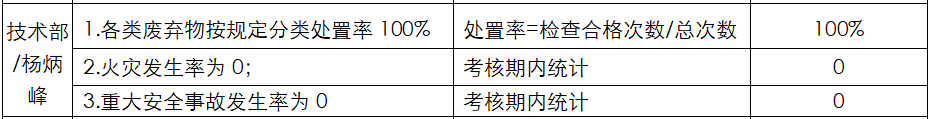 技术部/杨炳峰
1.各类废弃物按规定分类处置率100% 处置率=检查合格次数/总次数 100%
2.火灾发生率为0； 考核期内统计 0
3.重大安全事故发生率为0 考核期内统计 0